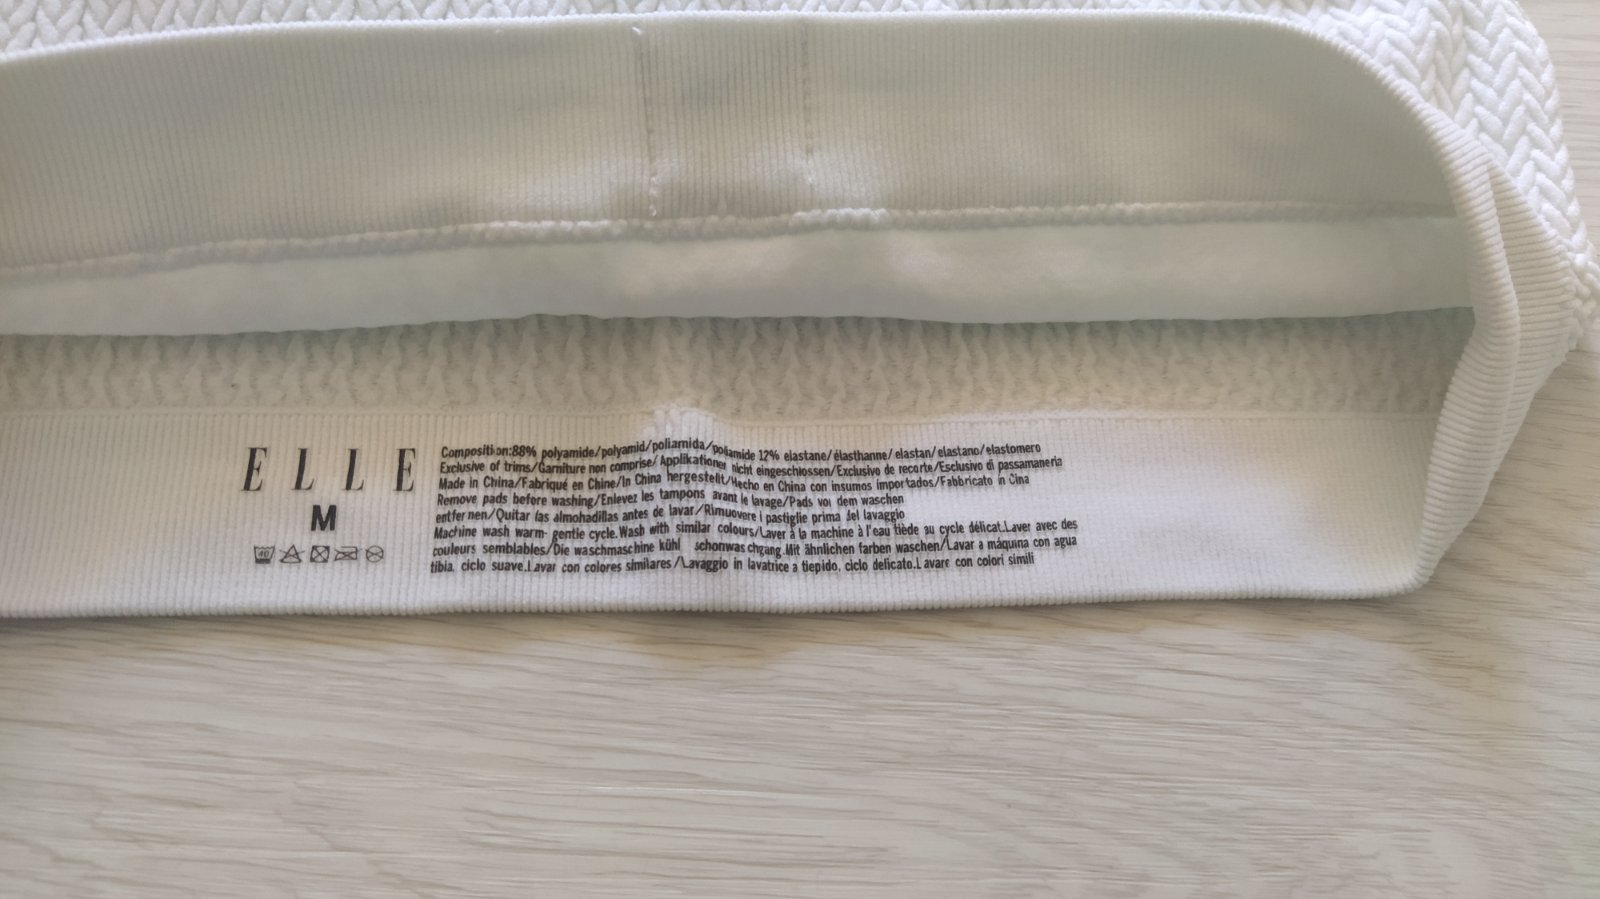 ELLE
M
40
Composition:88% polyamide/polyamid/poliamida/poliamide 12% elastane/élasthanne/elastan/elastano/elastomero
Exclusive of trims/Garniture non comprise/Applikationen nicht eingeschlossen/Exclusivo de recorte/Esclusivo di passamaneria
Made in China/Fabriqué en Chine/In China hergestellt/Hecho en China con insumos importados/Fabbricato in Cina
Remove pads before washing/Enlevez les tampons avant le lavage/Pads vor dem waschen
entfernen/Quitar las almohadillas antes de lavar/Rimuovere i pastiglie prima del lavaggio
Machine wash warm- gentle cycle.Wash with similar colours/Laver à la machine à l'eau tiède au cycle délicat.Laver avec des
couleurs semblables/Die waschmaschine kühl schonwaschgang.Mit ähnlichen farben waschen/Lavar a máquina con agua
tibia, ciclo suave.Lavar con colores similares/Lavaggio in lavatrice a tiepido, ciclo delicato.Lavare con colori simili